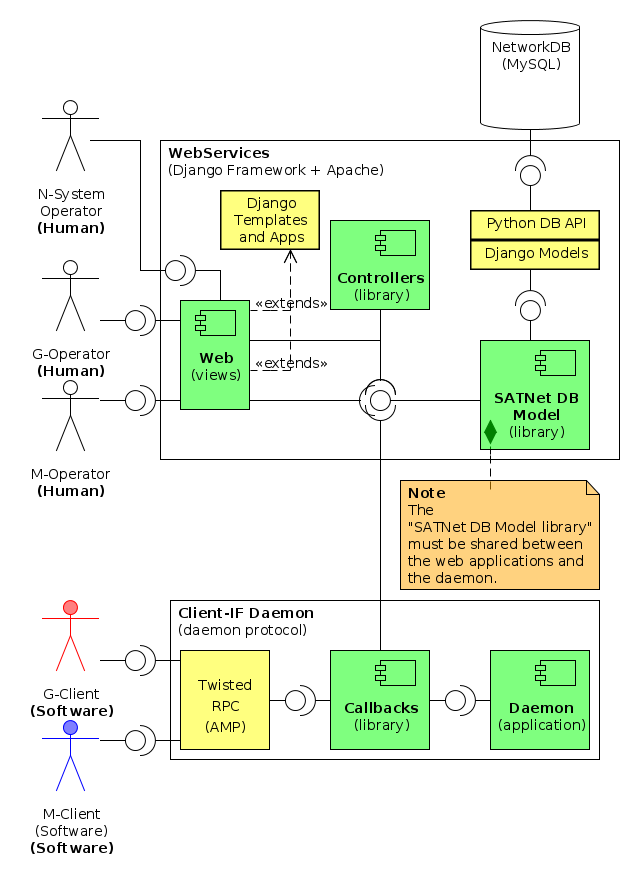 NetworkDB
(MySQL)
N-System
Operator
(Human)
WebServices
(Django Framework + Apache)
Django
Templates
and Apps
Controllers
(library)
Python DB API
Django Models
«extends»
«extends»
G-Operator
(Human)
Web
(views)
SATNet DB
Model
(library)
M-Operator
(Human)
Note
The
"SATNet DB Model library"
must be shared between
the web applications and
the daemon.
Client-IF Daemon
(daemon protocol)
G-Client
(Software)
Twisted
RPC
(AMP)
Callbacks
(library)
Daemon
(application)
M-Client
(Software)
(Software)